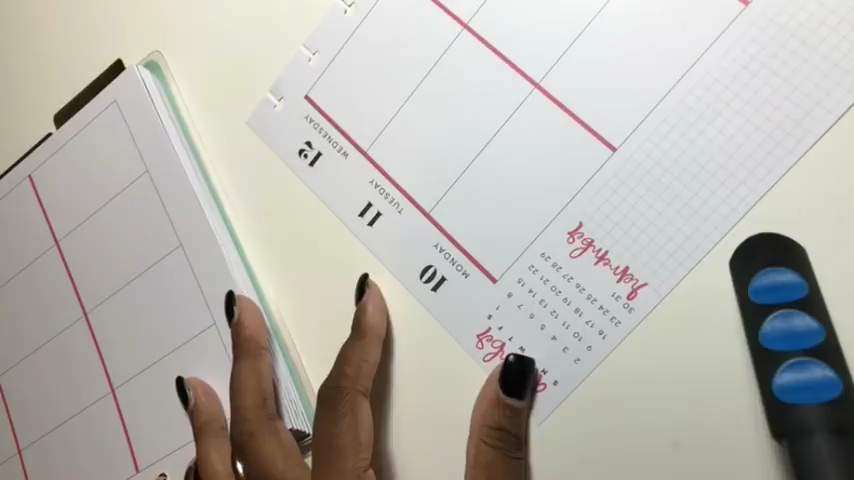 S M W T F S
1
2 3 4 5 6 7 8
9 10 11 12 13 14 15
16 17 18 19 20 21 22
23 24 25 26 27 28 29
30 31
10
MONDAY
11
TUESDAY
12
WEDNESDAY